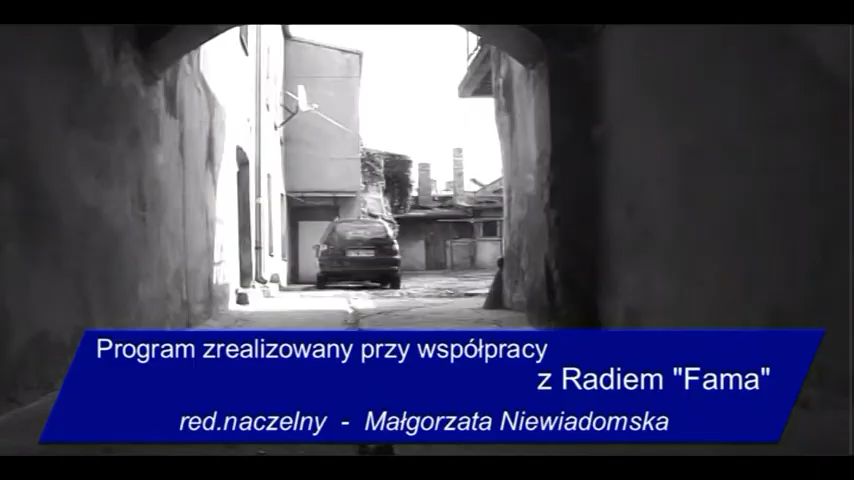 Program zrealizowany przy współpracy
z Radiem "Fama"
red.naczelny - Małgorzata Niewiadomska